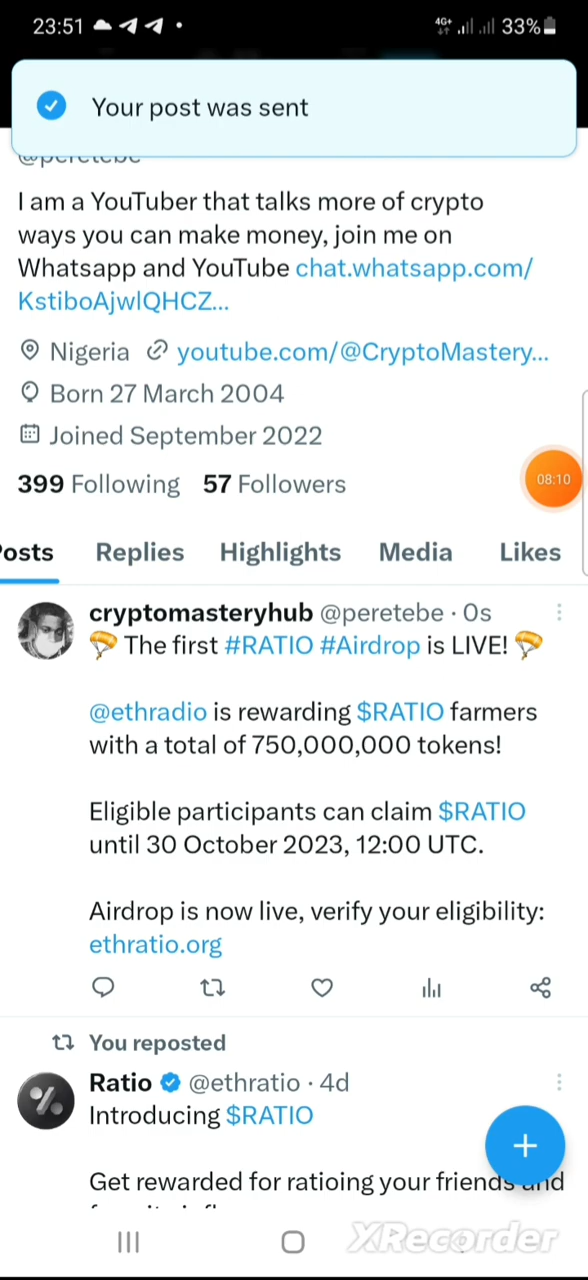 23:51
4G+ 33%
Your post was sent
@peretebe
I am a YouTuber that talks more of crypto
ways you can make money, join me on
Whatsapp and YouTube chat.whatsapp.com/
KstiboAjwlQHCZ...
Nigeria youtube.com/@CryptoMastery...
Born 27 March 2004
Joined September 2022
399 Following 57 Followers
08:10
Posts Replies Highlights Media Likes
cryptomasteryhub @peretebe · 0s
The first #RATIO #Airdrop is LIVE!
@ethradio is rewarding $RATIO farmers
with a total of 750,000,000 tokens!
Eligible participants can claim $RATIO
until 30 October 2023, 12:00 UTC.
Airdrop is now live, verify your eligibility:
ethratio.org
You reposted
Ratio @ethratio · 4d
Introducing $RATIO
Get rewarded for ratioing your friends and
XRecorder